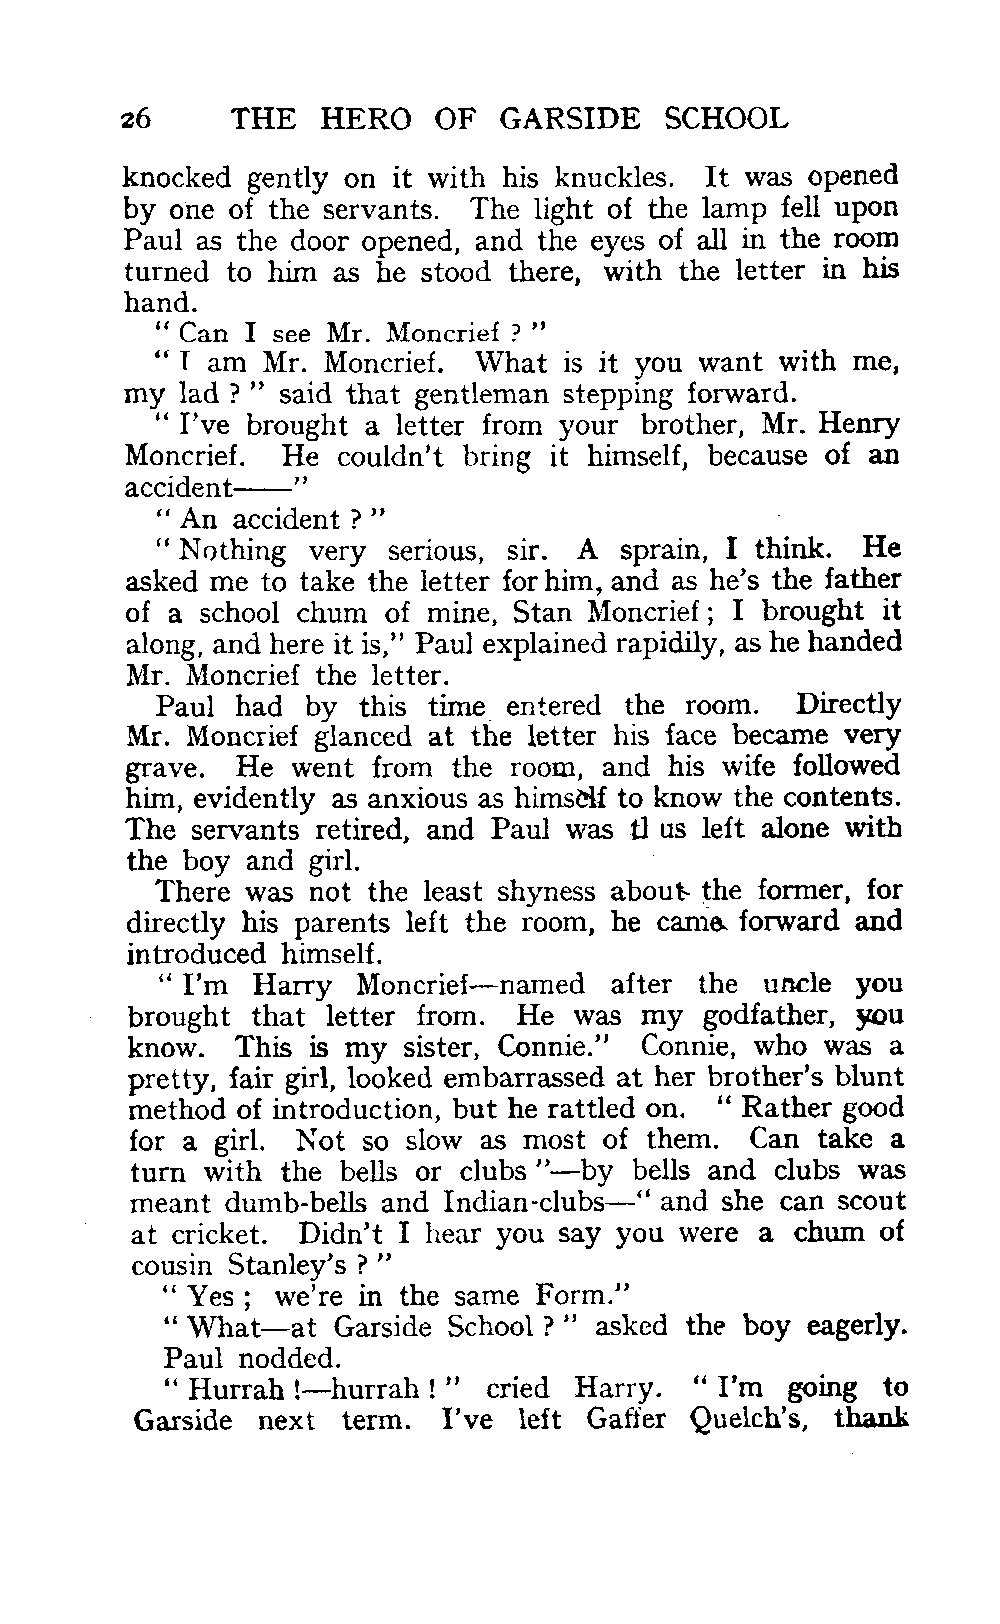 26 THE HERO OF GARSIDE SCHOOL
knocked gently on it with his knuckles. It was opened
by one of the servants. The light of the lamp fell upon
Paul as the door opened, and the eyes of all in the room
turned to him as he stood there, with the letter in his
hand.
" Can I see Mr. Moncrief ? "
" I am Mr. Moncrief. What is it you want with me,
my lad ? " said that gentleman stepping forward.
" I've brought a letter from your brother, Mr. Henry
Moncrief. He couldn't bring it himself, because of an
accident——"
" An accident ? "
" Nothing very serious, sir. A sprain, I think. He
asked me to take the letter for him, and as he's the father
of a school chum of mine, Stan Moncrief ; I brought it
along, and here it is," Paul explained rapidily, as he handed
Mr. Moncrief the letter.
Paul had by this time entered the room. Directly
Mr. Moncrief glanced at the letter his face became very
grave. He went from the room, and his wife followed
him, evidently as anxious as himself to know the contents.
The servants retired, and Paul was thus left alone with
the boy and girl.
There was not the least shyness about the former, for
directly his parents left the room, he came forward and
introduced himself.
" I'm Harry Moncrief—named after the uncle you
brought that letter from. He was my godfather, you
know. This is my sister, Connie." Connie, who was a
pretty, fair girl, looked embarrassed at her brother's blunt
method of introduction, but he rattled on. " Rather good
for a girl. Not so slow as most of them. Can take a
turn with the bells or clubs "—by bells and clubs was
meant dumb-bells and Indian-clubs—" and she can scout
at cricket. Didn't I hear you say you were a chum of
cousin Stanley's ? "
" Yes ; we're in the same Form."
" What—at Garside School ? " asked the boy eagerly.
Paul nodded.
" Hurrah !—hurrah ! " cried Harry. " I'm going to
Garside next term. I've left Gaffer Quelch's, thank